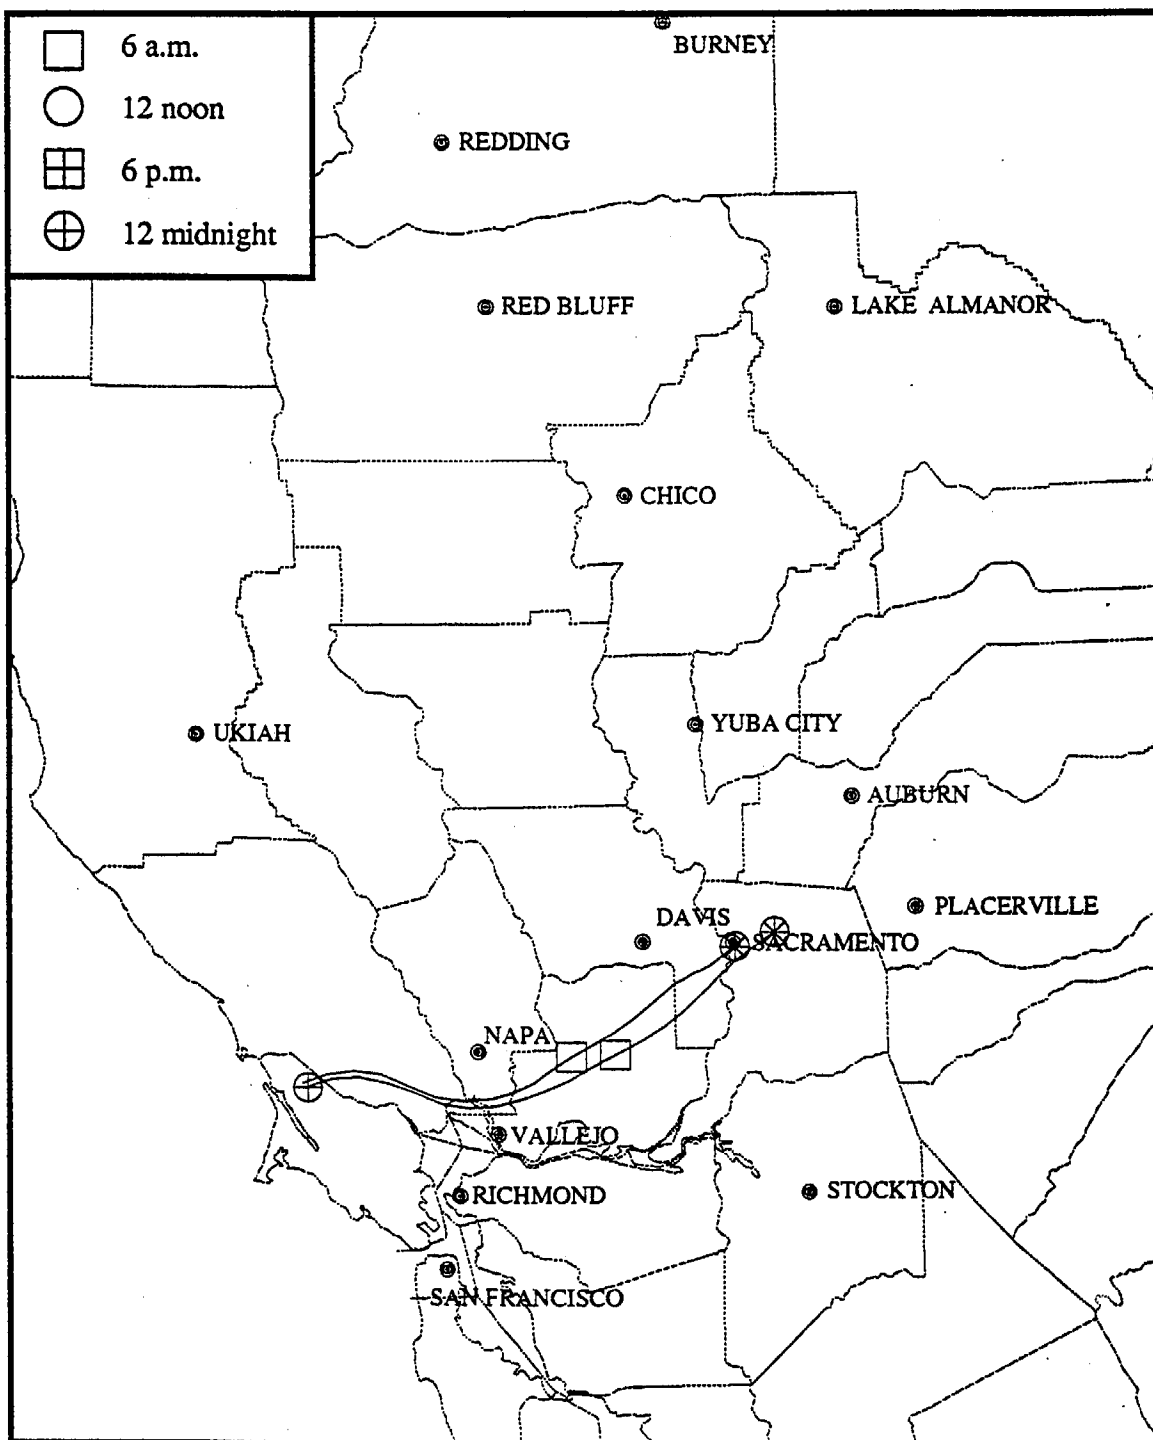 6 a.m.
12 noon
6 p.m.
12 midnight
BURNEY
REDDING
RED BLUFF
LAKE ALMANOR
CHICO
UKIAH
YUBA CITY
AUBURN
PLACERVILLE
DAVIS
SACRAMENTO
NAPA
VALLEJO
RICHMOND
STOCKTON
SAN FRANCISCO